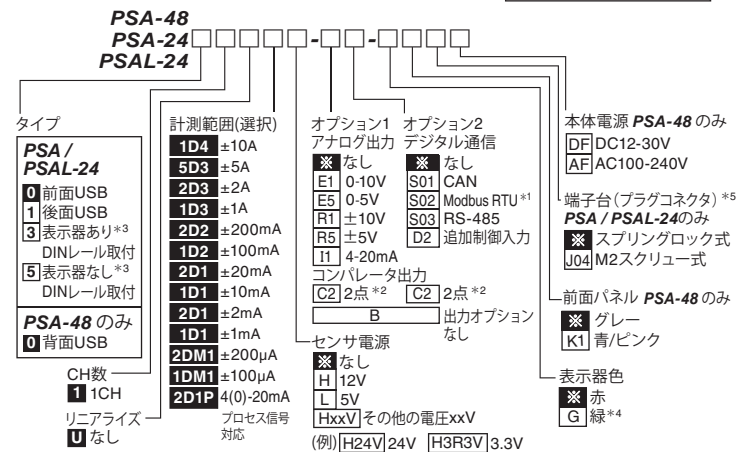 PSA-48
PSA-24□□□□□-□□-□□□□
PSAL-24
タイプ
PSA /
PSAL-24
0 前面USB
1 後面USB
3 表示器あり*3
DINレール取付
5 表示器なし*3
DINレール取付
PSA-48 のみ
0 背面USB
CH数
1 1CH
リニアライズ
U なし
計測範囲(選択)
1D4 ±10A
5D3 ±5A
2D3 ±2A
1D3 ±1A
2D2 ±200mA
1D2 ±100mA
2D1 ±20mA
1D1 ±10mA
2D1 ±2mA
1D1 ±1mA
2DM1 ±200µA
1DM1 ±100µA
2D1P 4(0)-20mA
プロセス信号
対応
オプション1
アナログ出力
※ なし
E1 0-10V
E5 0-5V
R1 ±10V
R5 ±5V
I1 4-20mA
オプション2
デジタル通信
※ なし
S01 CAN
S02 Modbus RTU*1
S03 RS-485
D2 追加制御入力
コンパレータ出力
C2 2点*2 C2 2点*2
B 出力オプション
なし
センサ電源
※ なし
H 12V
L 5V
HxxV その他の電圧xxV
(例) H24V 24V H3R3V 3.3V
本体電源 PSA-48 のみ
DF DC12-30V
AF AC100-240V
端子台(プラグコネクタ)*5
PSA / PSAL-24のみ
※ スプリングロック式
J04 M2スクリュー式
前面パネル PSA-48 のみ
※ グレー
K1 青/ピンク
表示器色
※ 赤
G 緑*4